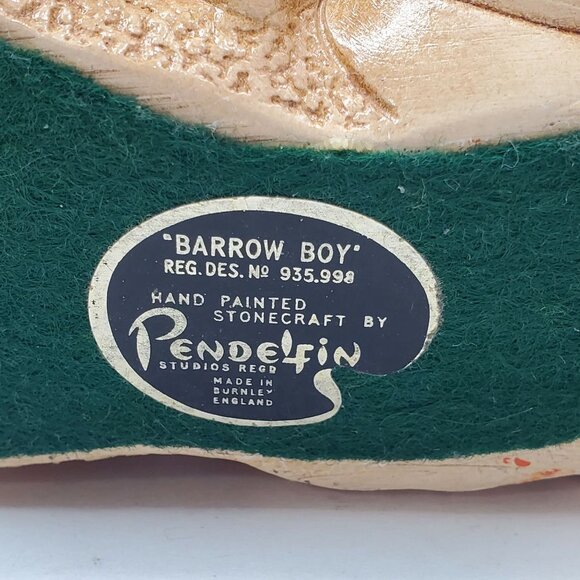 "BARROW BOY"
REG. DES. Nº 935.998
HAND PAINTED
STONECRAFT BY
PENDELFIN
STUDIOS REGD
MADE IN
BURNLEY
ENGLAND